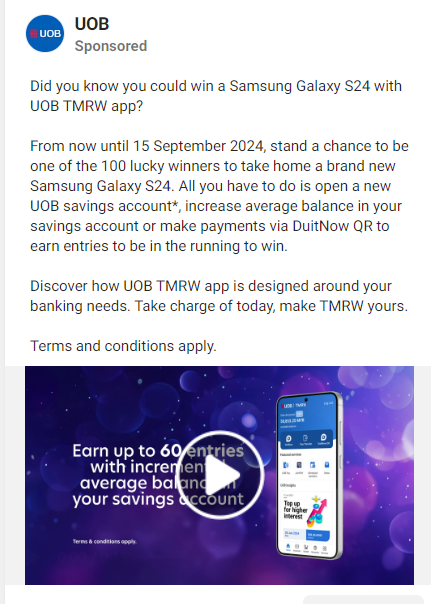 UOB
UOB
Sponsored
Did you know you could win a Samsung Galaxy S24 with
UOB TMRW app?
From now until 15 September 2024, stand a chance to be
one of the 100 lucky winners to take home a brand new
Samsung Galaxy S24. All you have to do is open a new
UOB savings account*, increase average balance in your
savings account or make payments via DuitNow QR to
earn entries to be in the running to win.
Discover how UOB TMRW app is designed around your
banking needs. Take charge of today, make TMRW yours.
Terms and conditions apply.
Earn up to 60 entries
with increment
average balance in
your savings account
Terms & conditions apply.
UOB TMRW
Top up
for higher
interest